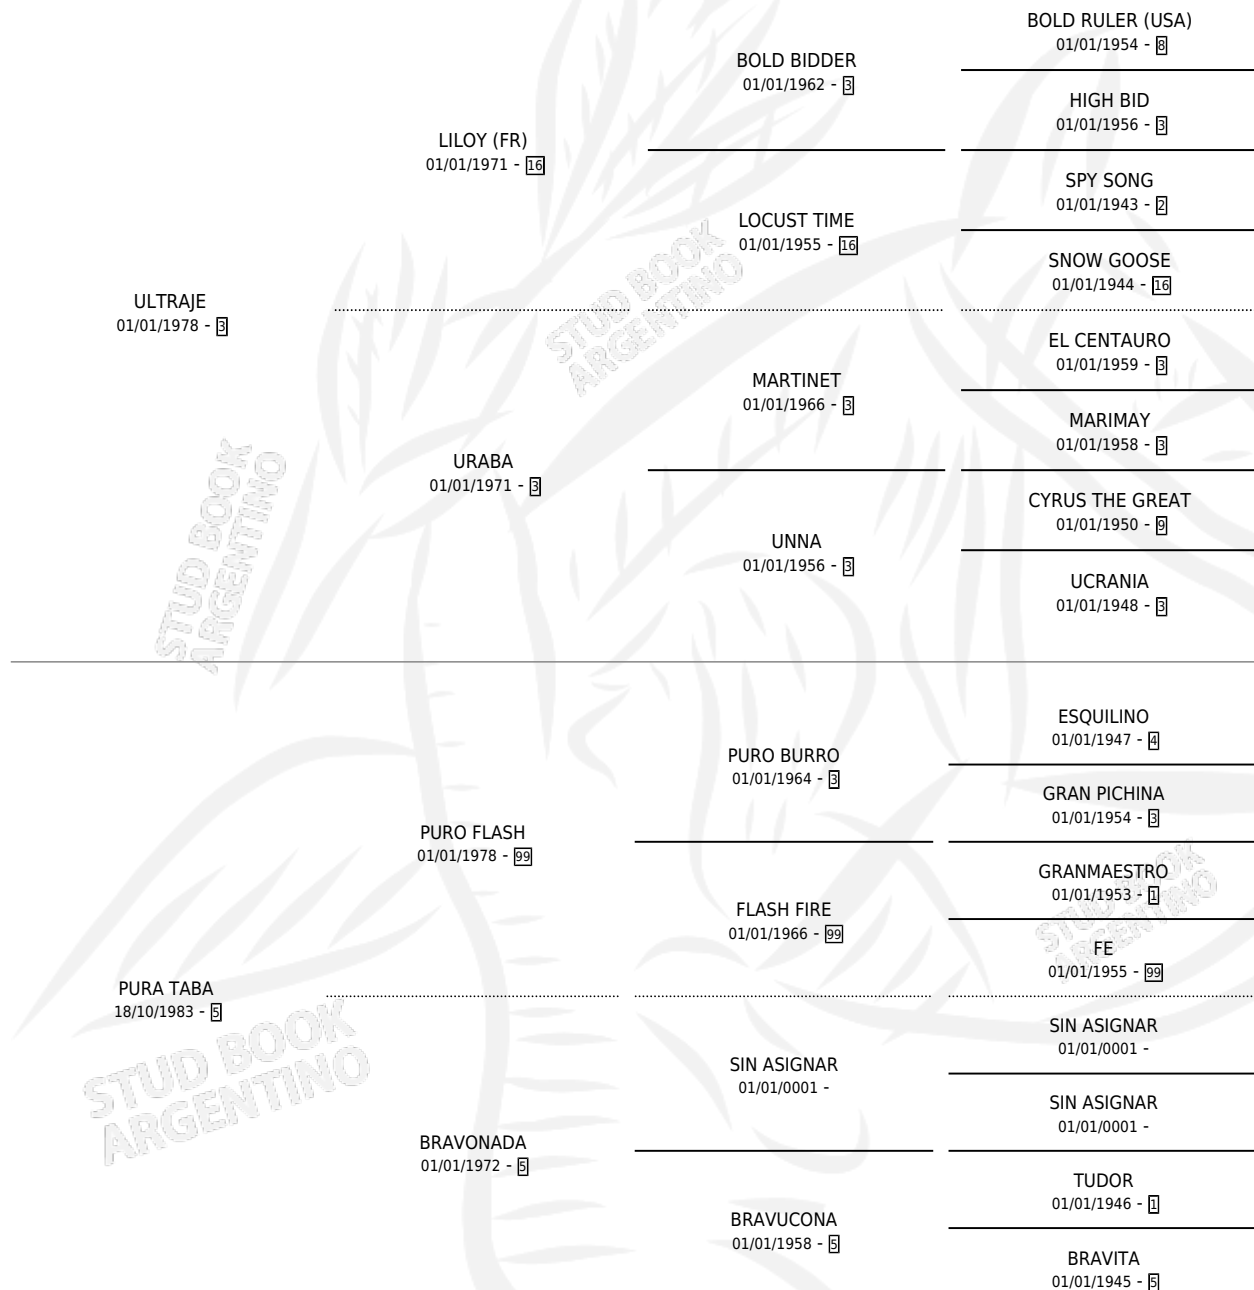 BOLD RULER (USA)
01/01/1954 - 8
BOLD BIDDER
01/01/1962 - 3
HIGH BID
01/01/1956 - 3
LILOY (FR)
01/01/1971 - 16
SPY SONG
01/01/1943 - 2
LOCUST TIME
01/01/1955 - 16
SNOW GOOSE
01/01/1944 - 16
ULTRAJE
01/01/1978 - 3
EL CENTAURO
01/01/1959 - 3
MARTINET
01/01/1966 - 3
MARIMAY
01/01/1958 - 3
URABA
01/01/1971 - 3
CYRUS THE GREAT
01/01/1950 - 9
UNNA
01/01/1956 - 3
UCRANIA
01/01/1948 - 3
STUD BOOK
ARGENTINO
STUD BOOK
ARGENTINO
ESQUILINO
01/01/1947 - 4
PURO BURRO
01/01/1964 - 3
GRAN PICHINA
01/01/1954 - 3
PURO FLASH
01/01/1978 - 99
GRANMAESTRO
01/01/1953 - 1
FLASH FIRE
01/01/1966 - 99
FE
01/01/1955 - 99
STUD BOOK
ARGENTINO
PURA TABA
18/10/1983 - 5
SIN ASIGNAR
01/01/0001 -
SIN ASIGNAR
01/01/0001 -
SIN ASIGNAR
01/01/0001 -
STUD BOOK
ARGENTINO
BRAVONADA
01/01/1972 - 5
TUDOR
01/01/1946 - 1
BRAVUCONA
01/01/1958 - 5
BRAVITA
01/01/1945 - 5